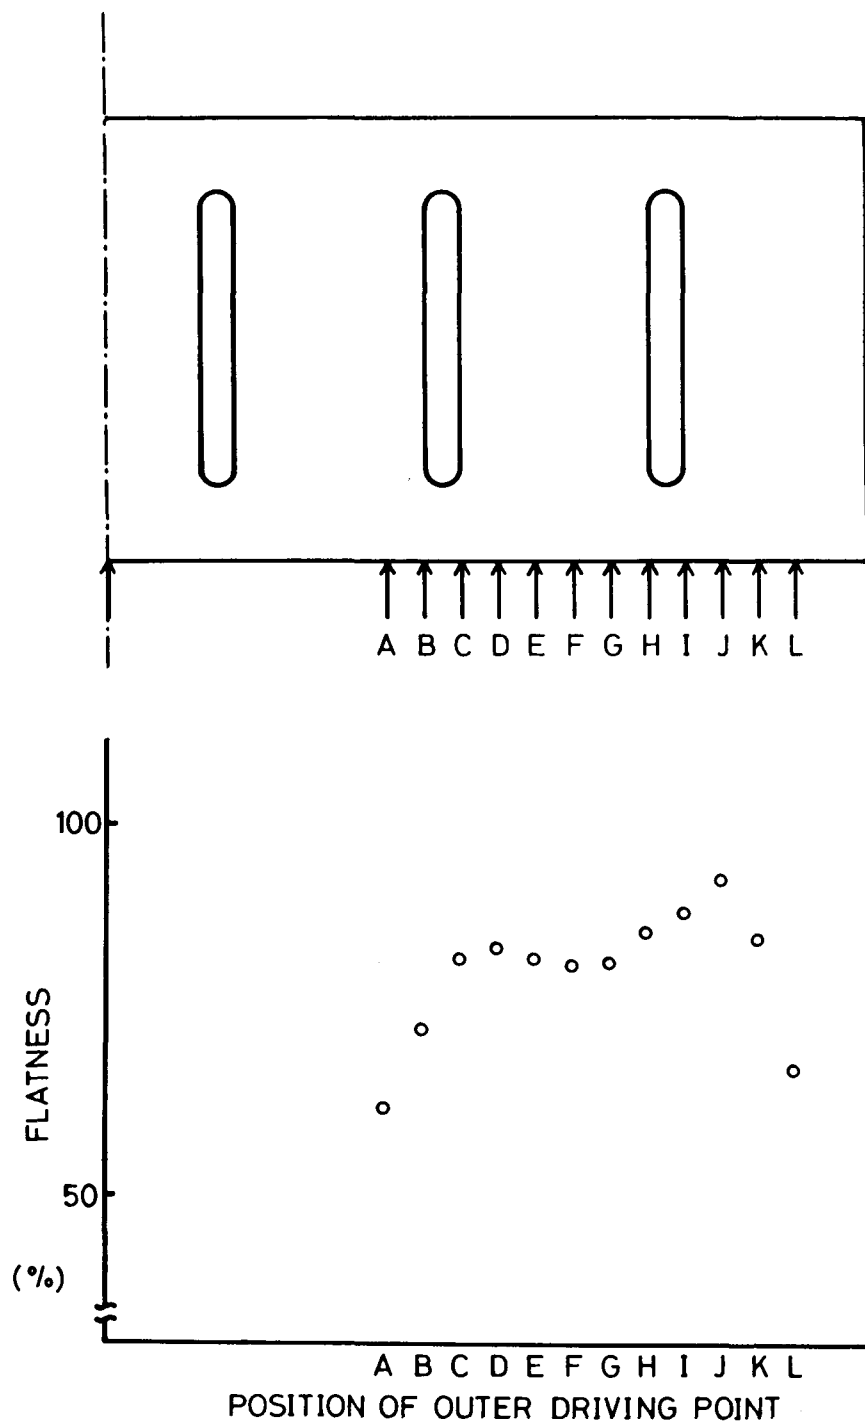 A B C D E F G H I J K L
100
FLATNESS
50
(%)
A B C D E F G H I J K L
POSITION OF OUTER DRIVING POINT